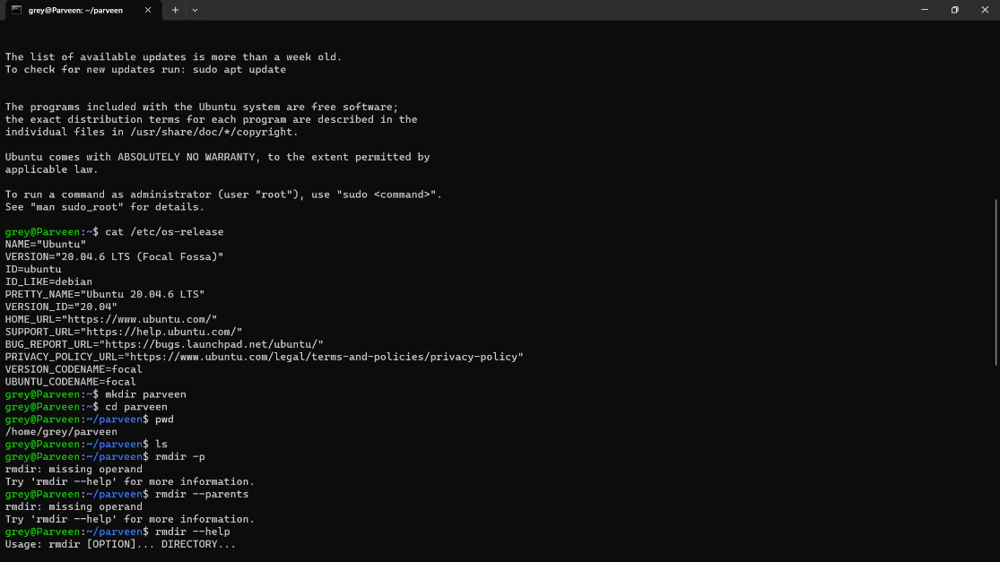 grey@Parveen: ~/parveen
The list of available updates is more than a week old.
To check for new updates run: sudo apt update
The programs included with the Ubuntu system are free software;
the exact distribution terms for each program are described in the
individual files in /usr/share/doc/*/copyright.
Ubuntu comes with ABSOLUTELY NO WARRANTY, to the extent permitted by
applicable law.
To run a command as administrator (user "root"), use "sudo <command>".
See "man sudo_root" for details.
grey@Parveen:~$ cat /etc/os-release
NAME="Ubuntu"
VERSION="20.04.6 LTS (Focal Fossa)"
ID=ubuntu
ID_LIKE=debian
PRETTY_NAME="Ubuntu 20.04.6 LTS"
VERSION_ID="20.04"
HOME_URL="https://www.ubuntu.com/"
SUPPORT_URL="https://help.ubuntu.com/"
BUG_REPORT_URL="https://bugs.launchpad.net/ubuntu/"
PRIVACY_POLICY_URL="https://www.ubuntu.com/legal/terms-and-policies/privacy-policy"
VERSION_CODENAME=focal
UBUNTU_CODENAME=focal
grey@Parveen:~$ mkdir parveen
grey@Parveen:~$ cd parveen
grey@Parveen:~/parveen$ pwd
/home/grey/parveen
grey@Parveen:~/parveen$ ls
grey@Parveen:~/parveen$ rmdir -p
rmdir: missing operand
Try 'rmdir --help' for more information.
grey@Parveen:~/parveen$ rmdir --parents
rmdir: missing operand
Try 'rmdir --help' for more information.
grey@Parveen:~/parveen$ rmdir --help
Usage: rmdir [OPTION]... DIRECTORY...